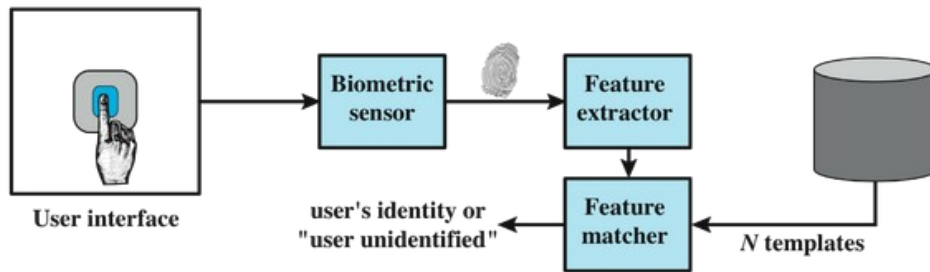 Biometric
sensor
Feature
extractor
User interface
user's identity or
"user unidentified"
Feature
matcher
N templates